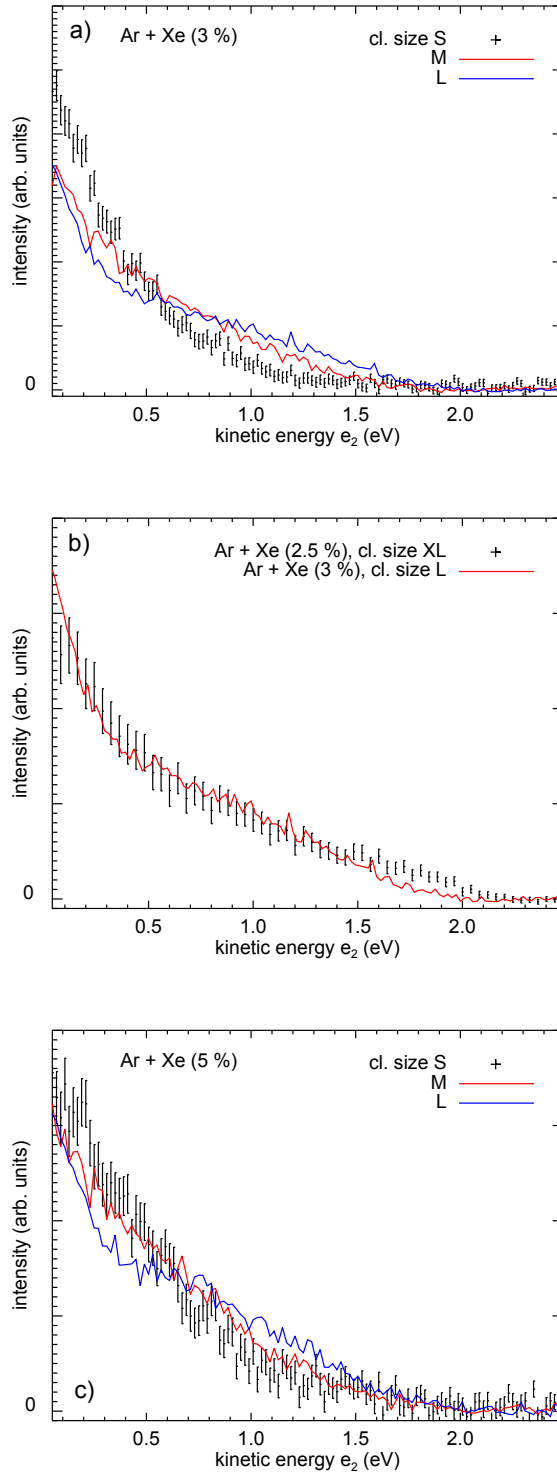 a)
Ar + Xe (3 %)
cl. size S
M
L
intensity (arb. units)
0
0.5 1.0 1.5 2.0
kinetic energy e2 (eV)
b)
Ar + Xe (2.5 %), cl. size XL
Ar + Xe (3 %), cl. size L
intensity (arb. units)
0
0.5 1.0 1.5 2.0
kinetic energy e2 (eV)
Ar + Xe (5 %)
cl. size S
M
L
intensity (arb. units)
0
c)
0.5 1.0 1.5 2.0
kinetic energy e2 (eV)